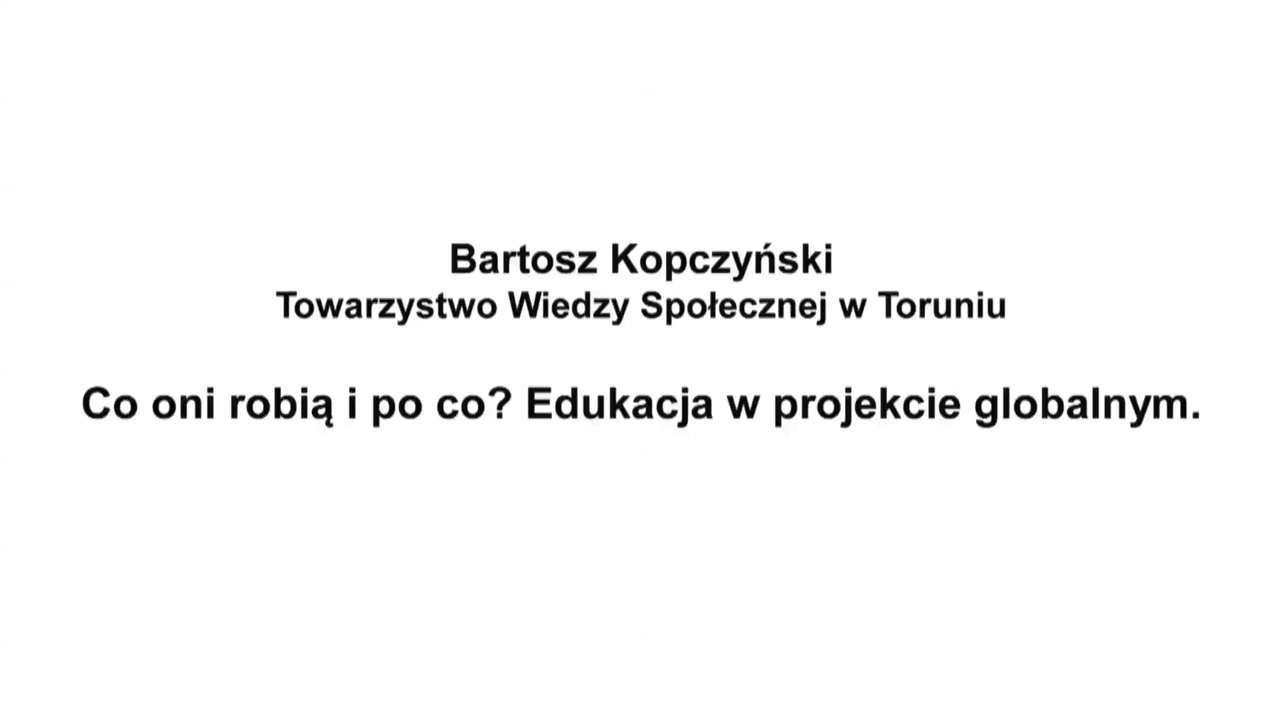 Bartosz Kopczyński
Towarzystwo Wiedzy Społecznej w Toruniu
Co oni robią i po co? Edukacja w projekcie globalnym.